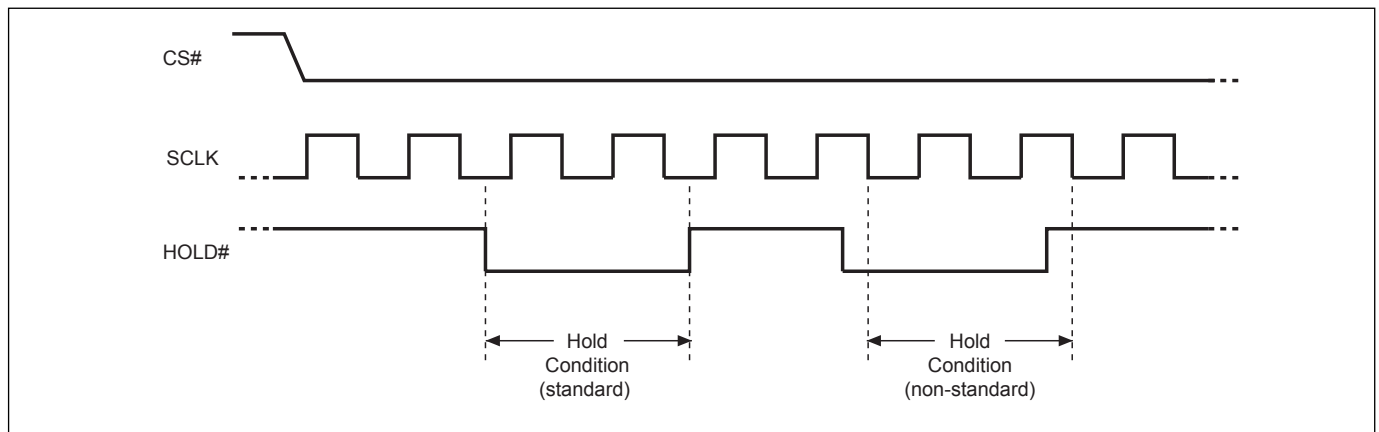 CS#
SCLK
HOLD#
Hold
Condition
(standard)
Hold
Condition
(non-standard)